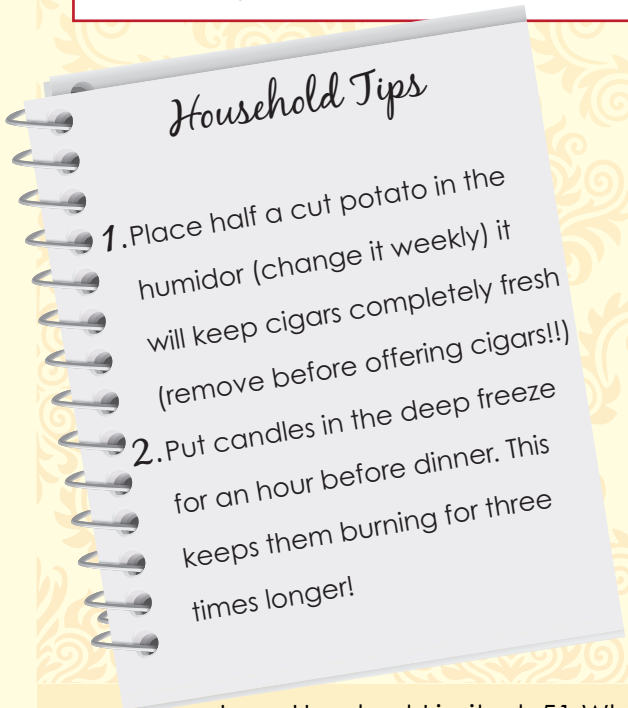 Household Tips
1.Place half a cut potato in the
humidor (change it weekly) it
will keep cigars completely fresh
(remove before offering cigars!!)
2.Put candles in the deep freeze
for an hour before dinner. This
keeps them burning for three
times longer!